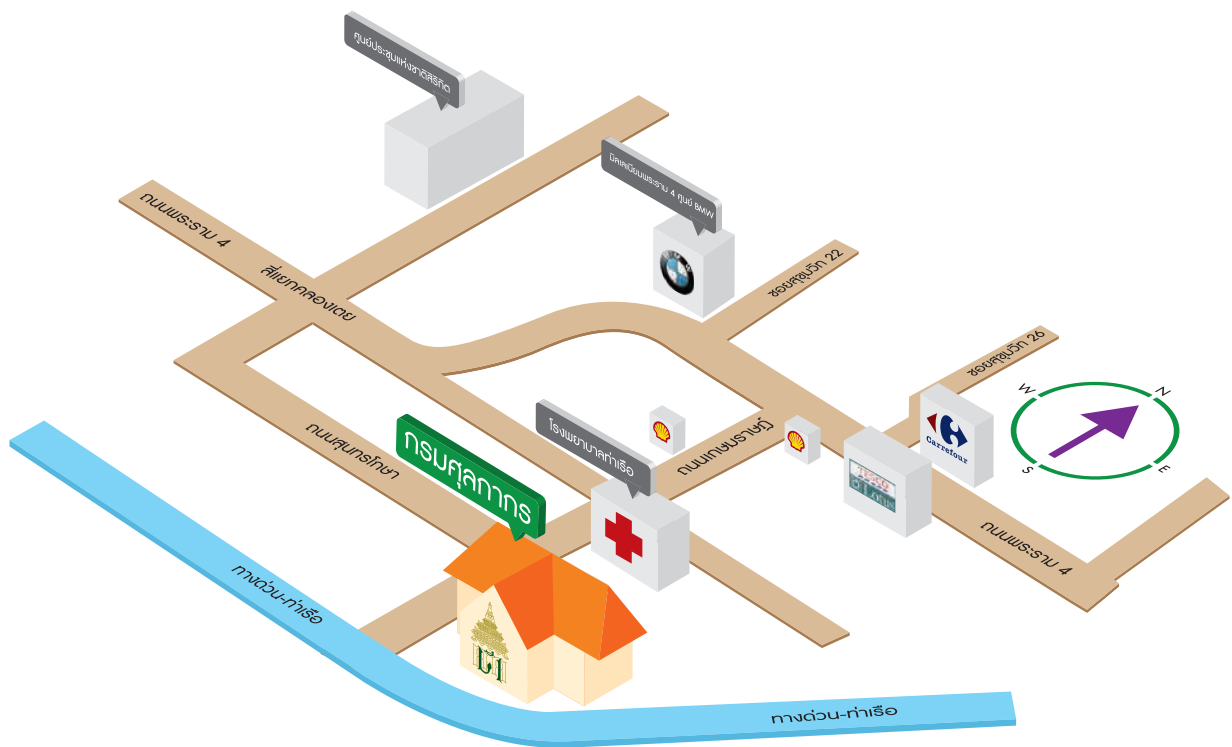 ศูนย์ประชุมแห่งชาติสิริกิต
มิลเลเนียมพระราม 4 ศูนย์ BMW
ถนนพระราม 4
สี่แยกคลองเตย
ซอยสุขุมวิท 22
ซอยสุขุมวิท 26
W
N
S
E
Carrefour
TESCO
Lotus
ถนนสุนทรโกษา
กรมศุลกากร
โรงพยาบาลท่าเรือ
ถนนเกษมราษฎ์
ถนนพระราม 4
ทางด่วน-ท่าเรือ
ทางด่วน-ท่าเรือ